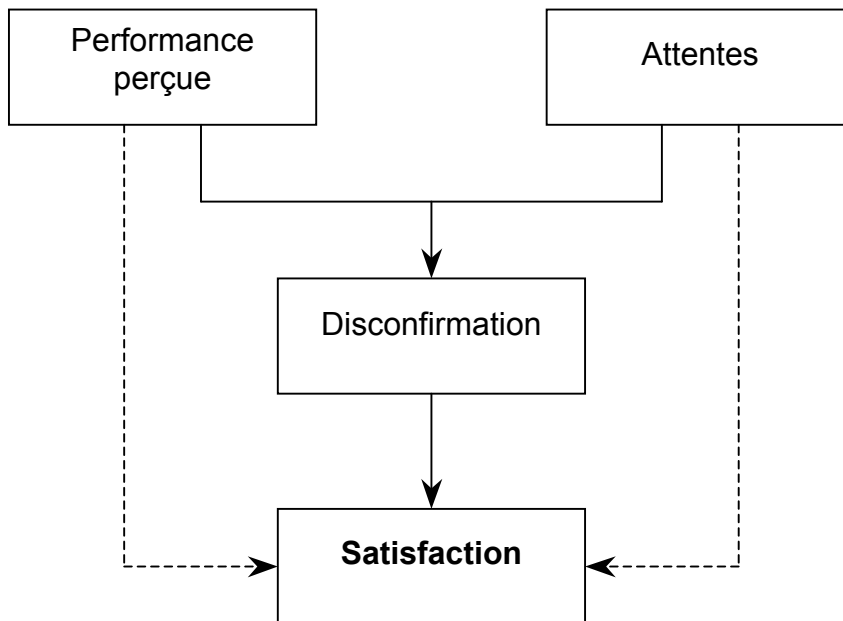 Performance
perçue
Attentes
Disconfirmation
Satisfaction